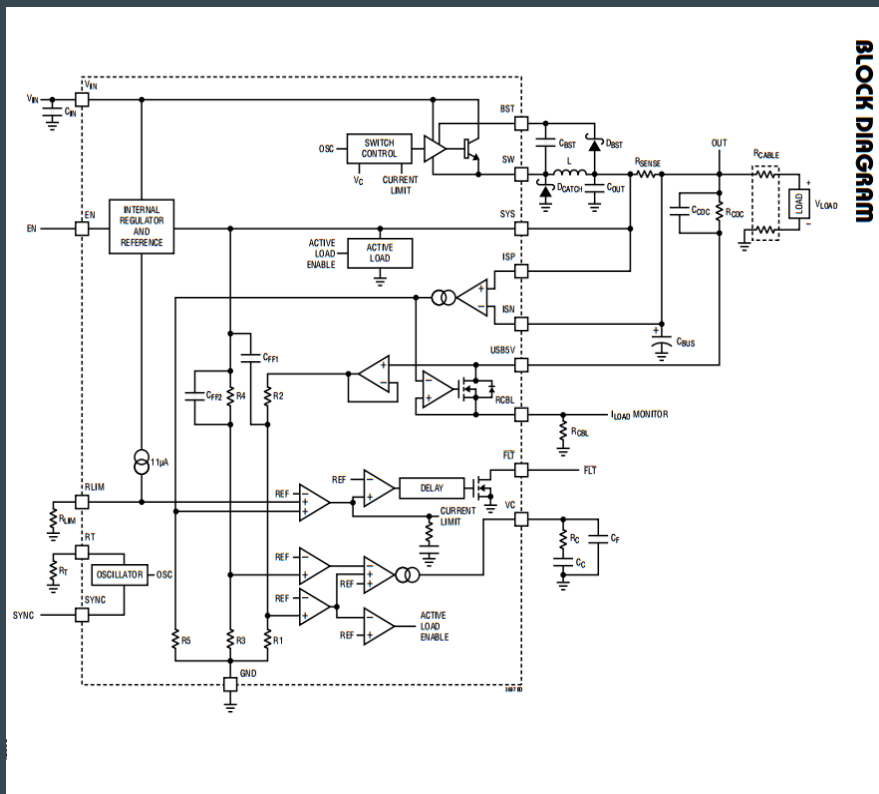 BLOCK DIAGRAM
VIN
VIN
CIN
BST
OSC
SWITCH
CONTROL
VC
CURRENT
LIMIT
SW
CBST
DBST
L
DCATCH
COUT
RSENSE
OUT
RCABLE
+
LOAD
VLOAD
–
CCDC
RCDC
EN
EN
INTERNAL
REGULATOR
AND
REFERENCE
SYS
ACTIVE
LOAD
ENABLE
ACTIVE
LOAD
ISP
+
–
ISN
+
CBUS
USB5V
CFF1
CFF2
R4
R2
+
–
–
+
RCBL
ILOAD MONITOR
RCBL
11µA
RLIM
RLIM
REF
–
+
+
REF
–
+
DELAY
FLT
FLT
CURRENT
LIMIT
VC
RC
CC
CF
RT
RT
OSCILLATOR
OSC
SYNC
SYNC
REF
–
+
–
+
REF
+
REF
–
+
–
REF
+
ACTIVE
LOAD
ENABLE
R5
R3
R1
GND